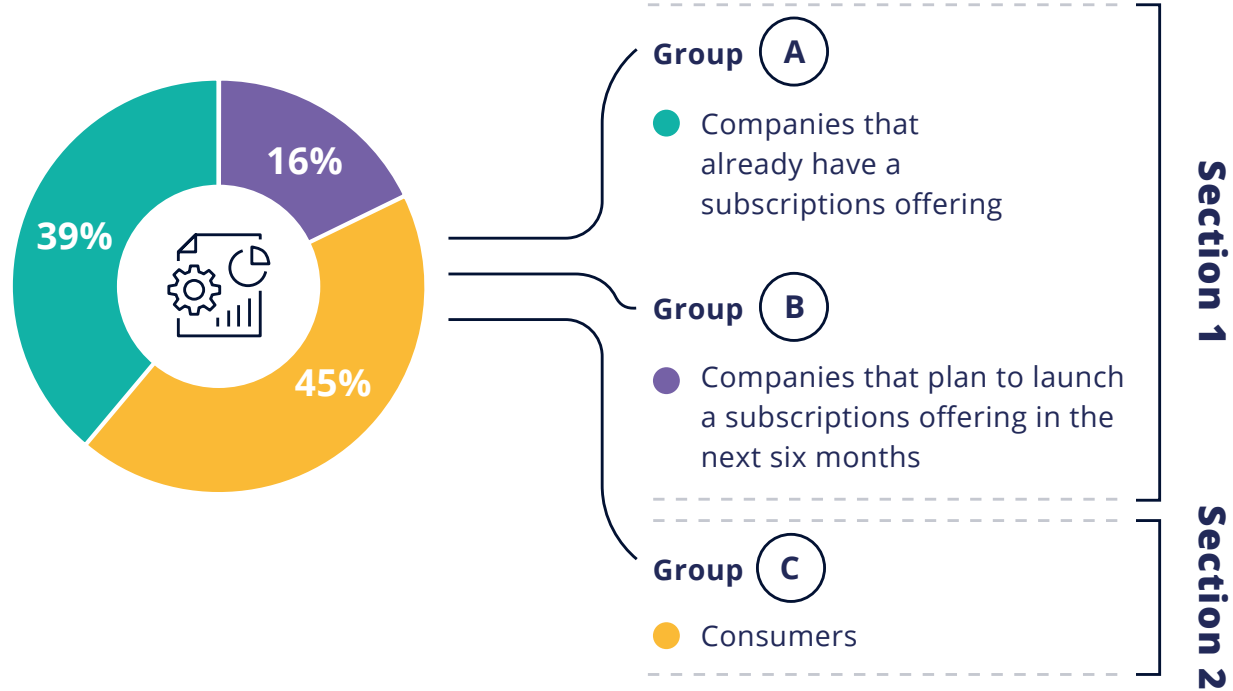 16%
39%
45%
Group A
Companies that
already have a
subscriptions offering
Group B
Companies that plan to launch
a subscriptions offering in the
next six months
Section 1
Group C
Consumers
Section 2